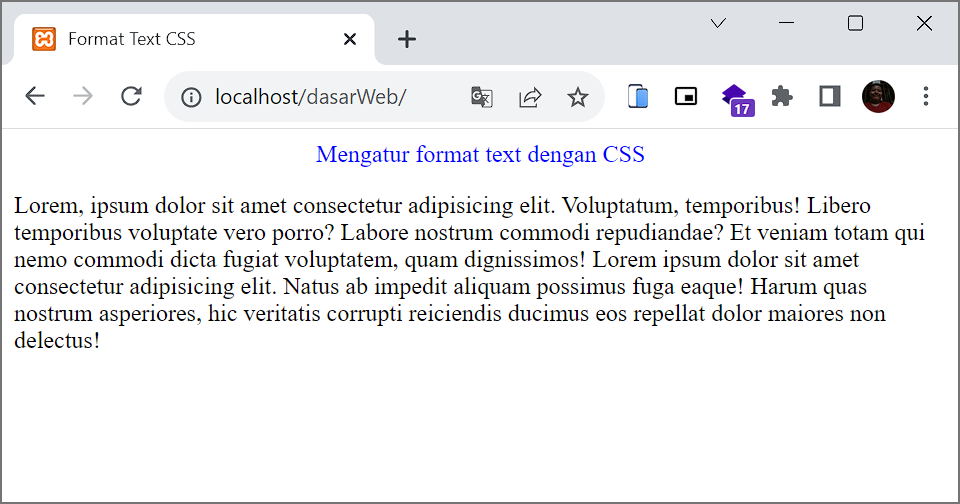 Format Text CSS
localhost/dasarWeb/
17
Mengatur format text dengan CSS
Lorem, ipsum dolor sit amet consectetur adipisicing elit. Voluptatum, temporibus! Libero
temporibus voluptate vero porro? Labore nostrum commodi repudiandae? Et veniam totam qui
nemo commodi dicta fugiat voluptatem, quam dignissimos! Lorem ipsum dolor sit amet
consectetur adipisicing elit. Natus ab impedit aliquam possimus fuga eaque! Harum quas
nostrum asperiores, hic veritatis corrupti reiciendis ducimus eos repellat dolor maiores non
delectus!